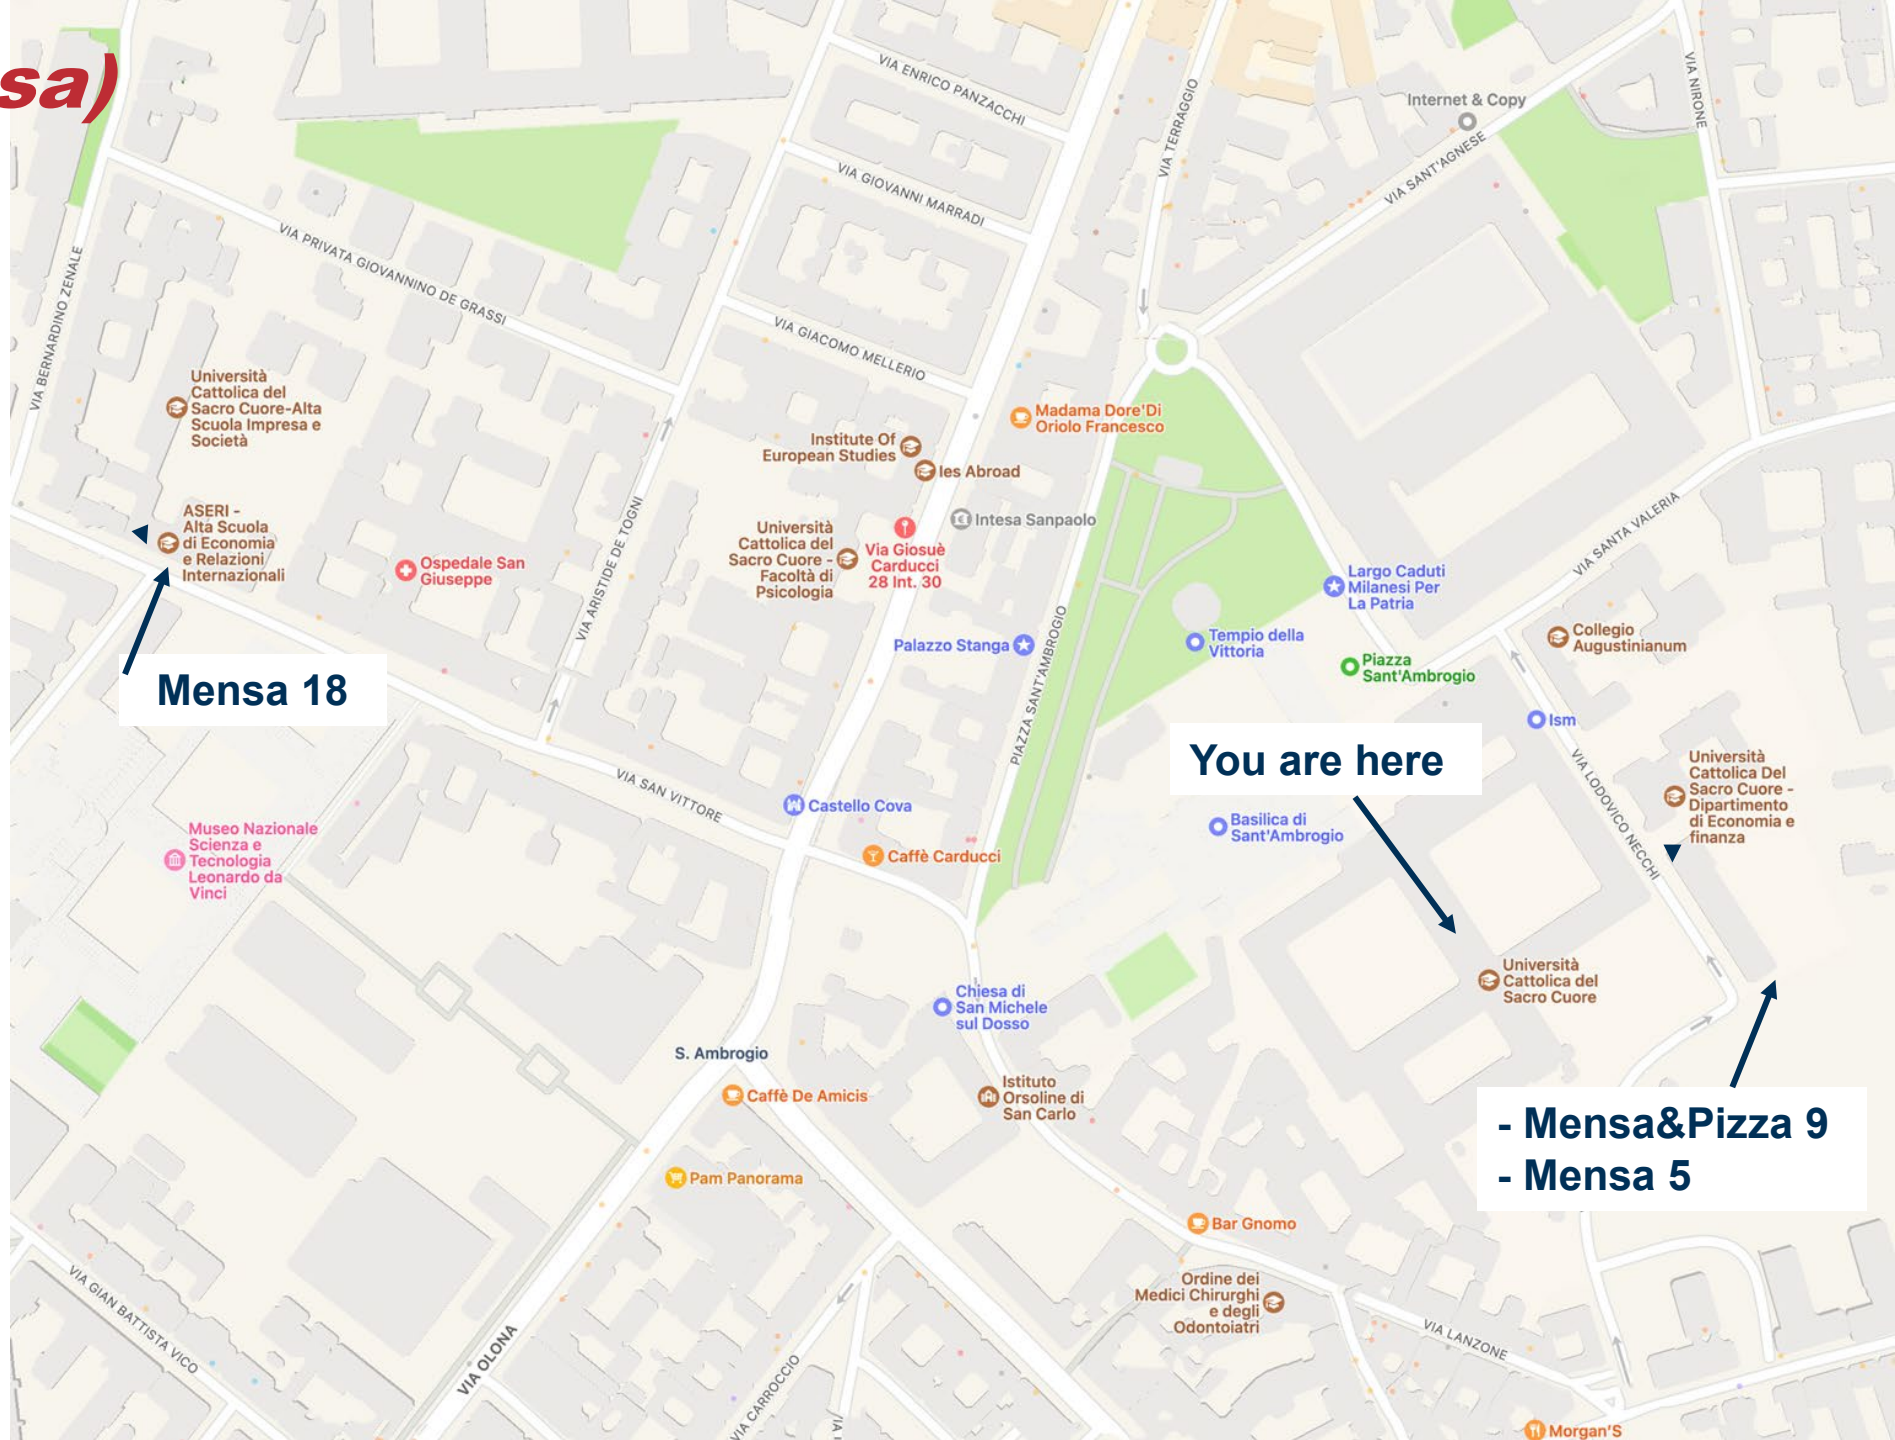 sa)
VIA ENRICO PANZACCHI
VIA TERRAGGIO
Internet & Copy
VIA NIRONE
VIA SANT'AGNESE
VIA GIOVANNI MARRADI
VIA PRIVATA GIOVANNINO DE GRASSI
VIA BERNARDINO ZENALE
VIA GIACOMO MELLERIO
Università
Cattolica del
Sacro Cuore-Alta
Scuola Impresa e
Società
Madama Dore'Di
Oriolo Francesco
Institute Of
European Studies
Ies Abroad
ASERI -
Alta Scuola
di Economia
e Relazioni
Internazionali
Ospedale San
Giuseppe
VIA ARISTIDE DE TOGNI
Università
Cattolica del
Sacro Cuore -
Facoltà di
Psicologia
Intesa Sanpaolo
Via Giosuè
Carducci
28 Int. 30
VIA SANTA VALERIA
Largo Caduti
Milanesi Per
La Patria
Palazzo Stanga
PIAZZA SANT'AMBROGIO
Tempio della
Vittoria
Piazza
Sant'Ambrogio
Collegio
Augustinianum
Mensa 18
Ism
You are here
VIA LODOVICO NECCHI
Università
Cattolica Del
Sacro Cuore -
Dipartimento
di Economia e
finanza
VIA SAN VITTORE
Castello Cova
Basilica di
Sant'Ambrogio
Museo Nazionale
Scienza e
Tecnologia
Leonardo da
Vinci
Caffè Carducci
Università
Cattolica del
Sacro Cuore
Chiesa di
San Michele
sul Dosso
S. Ambrogio
Caffè De Amicis
Istituto
Orsoline di
San Carlo
- Mensa&Pizza 9
- Mensa 5
Pam Panorama
Bar Gnomo
Ordine dei
Medici Chirurghi
e degli
Odontoiatri
VIA GIAN BATTISTA VICO
VIA OLONA
VIA CARROCCIO
VIA LANZONE
Morgan'S